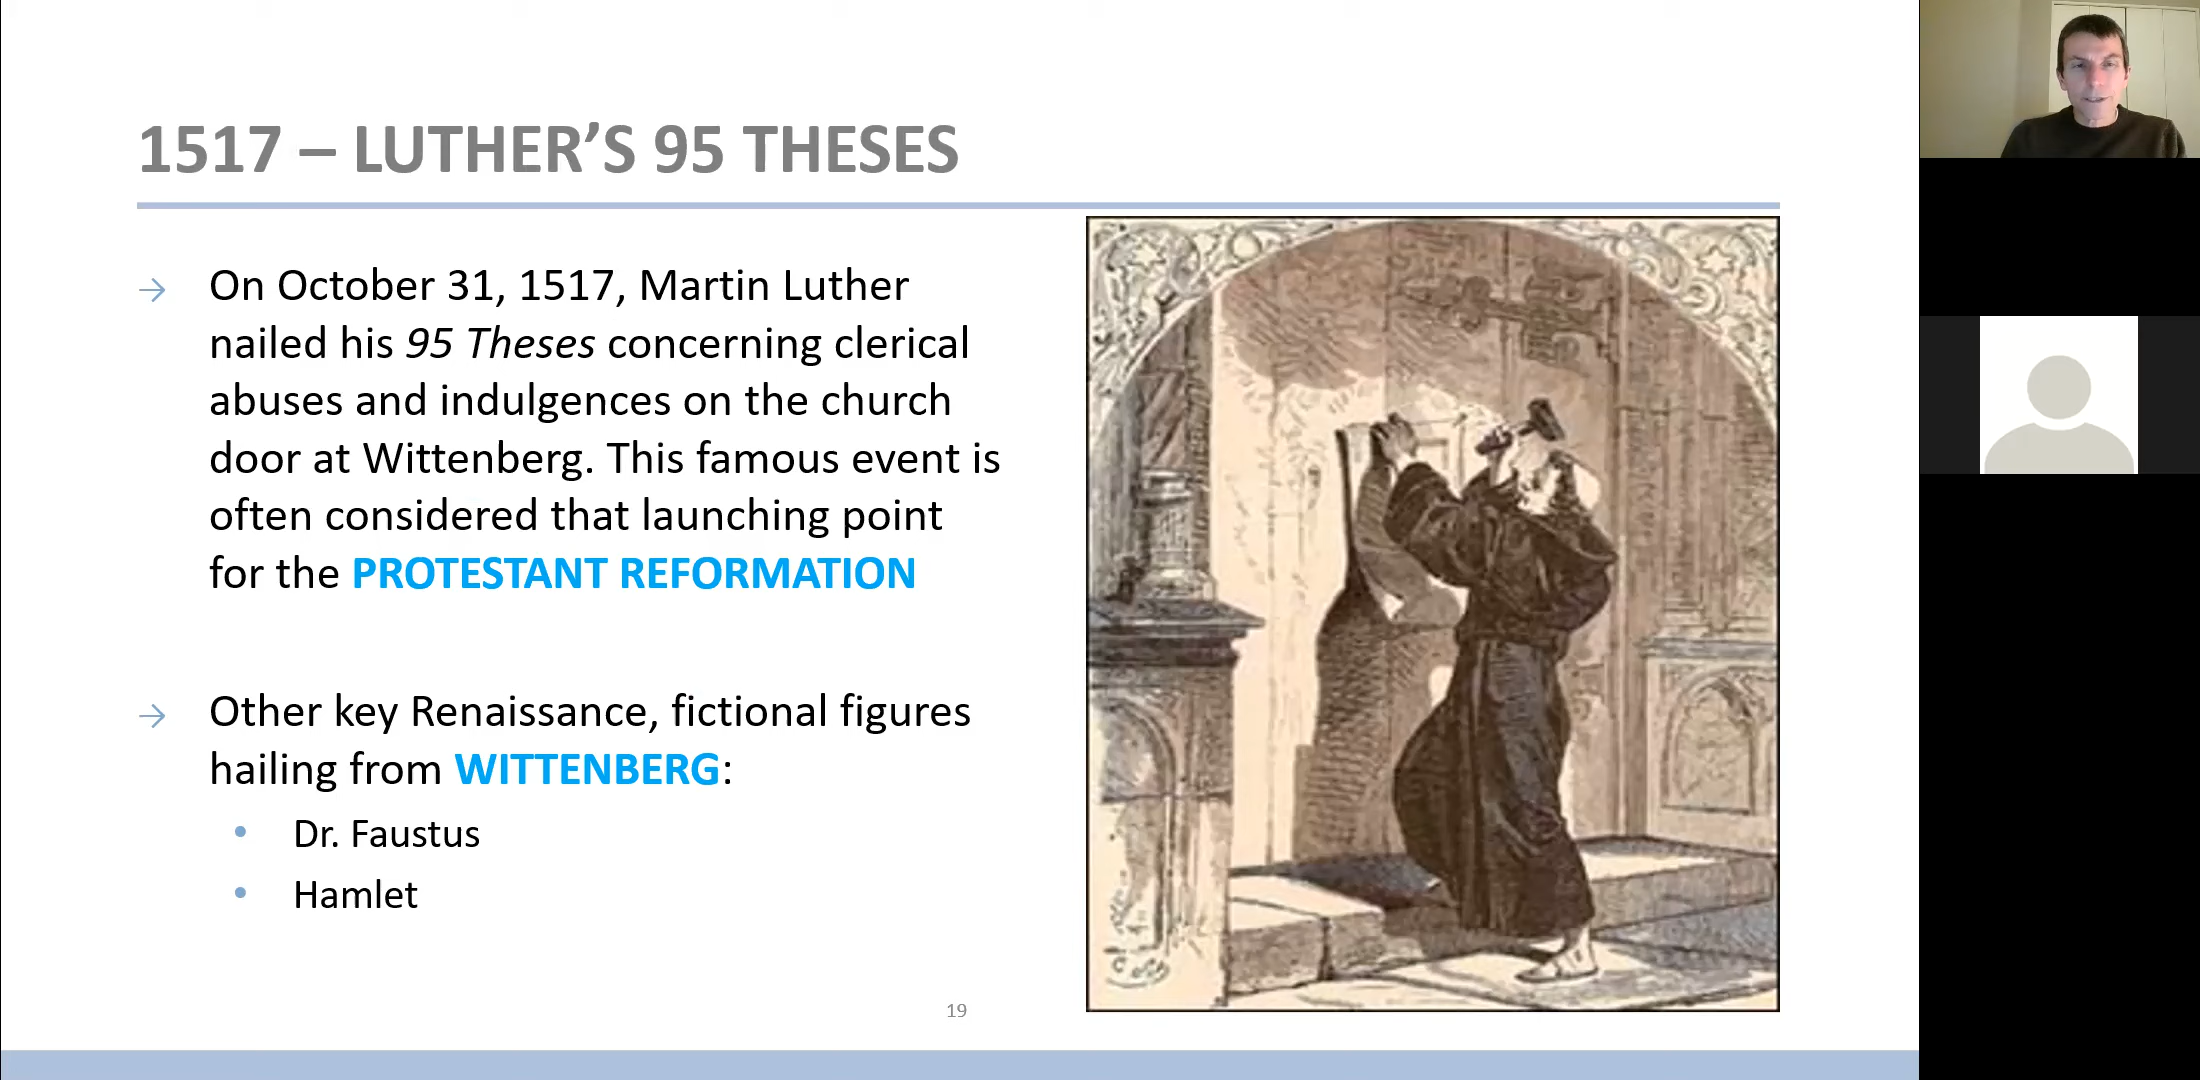 1517 – LUTHER’S 95 THESES
→ On October 31, 1517, Martin Luther
nailed his 95 Theses concerning clerical
abuses and indulgences on the church
door at Wittenberg. This famous event is
often considered that launching point
for the PROTESTANT REFORMATION
→ Other key Renaissance, fictional figures
hailing from WITTENBERG:
• Dr. Faustus
• Hamlet
19